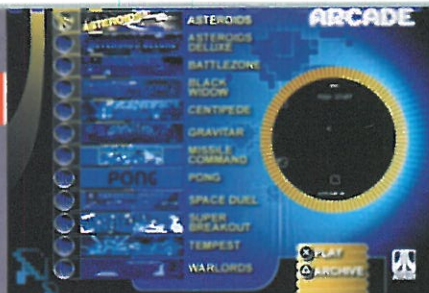 ARCADE
ASTEROIDS
ASTEROIDS
ASTEROIDS
DELUXE
BATTLEZONE
BLACK
WIDOW
CENTIPEDE
GRAVITAR
MISSILE
COMMAND
PONG
PONG
SPACE DUEL
SUPER
BREAKOUT
TEMPEST
WARLORDS
PLAY
ARCHIVE